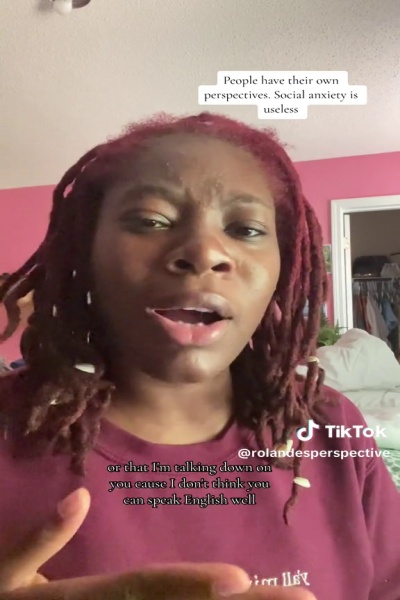 People have their own
perspectives. Social anxiety is
useless
TikTok
@rolandesperspective
or that I'm talking down on
you cause I don't think you
can speak English well
y'all